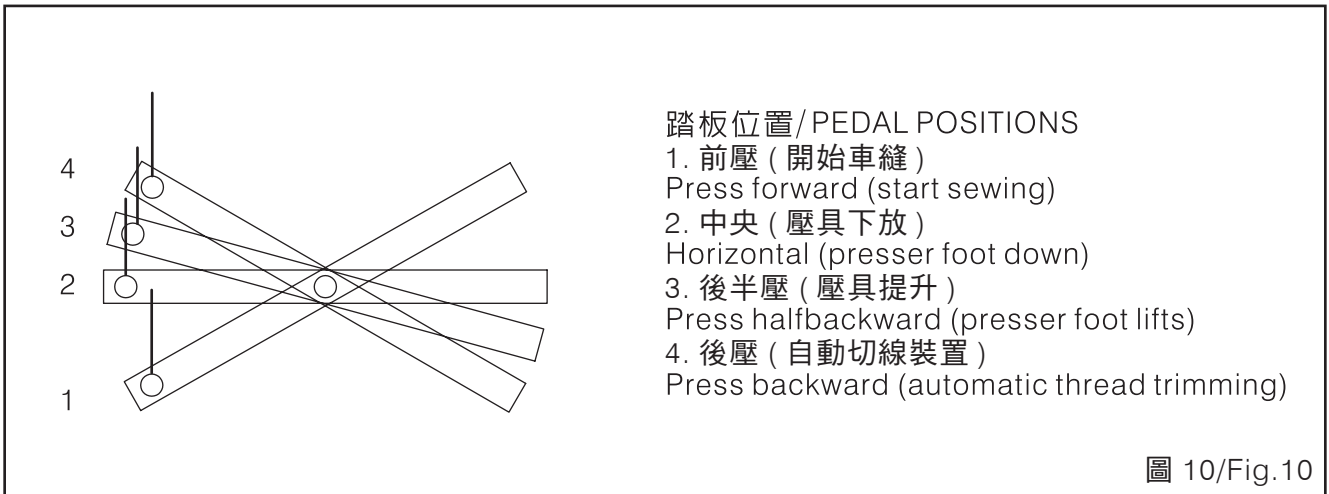 4
3
2
1
踏板位置/PEDAL POSITIONS
1. 前壓 ( 開始車縫 )
Press forward (start sewing)
2. 中央 ( 壓具下放 )
Horizontal (presser foot down)
3. 後半壓 ( 壓具提升 )
Press halfbackward (presser foot lifts)
4. 後壓 ( 自動切線裝置 )
Press backward (automatic thread trimming)
圖 10/Fig.10